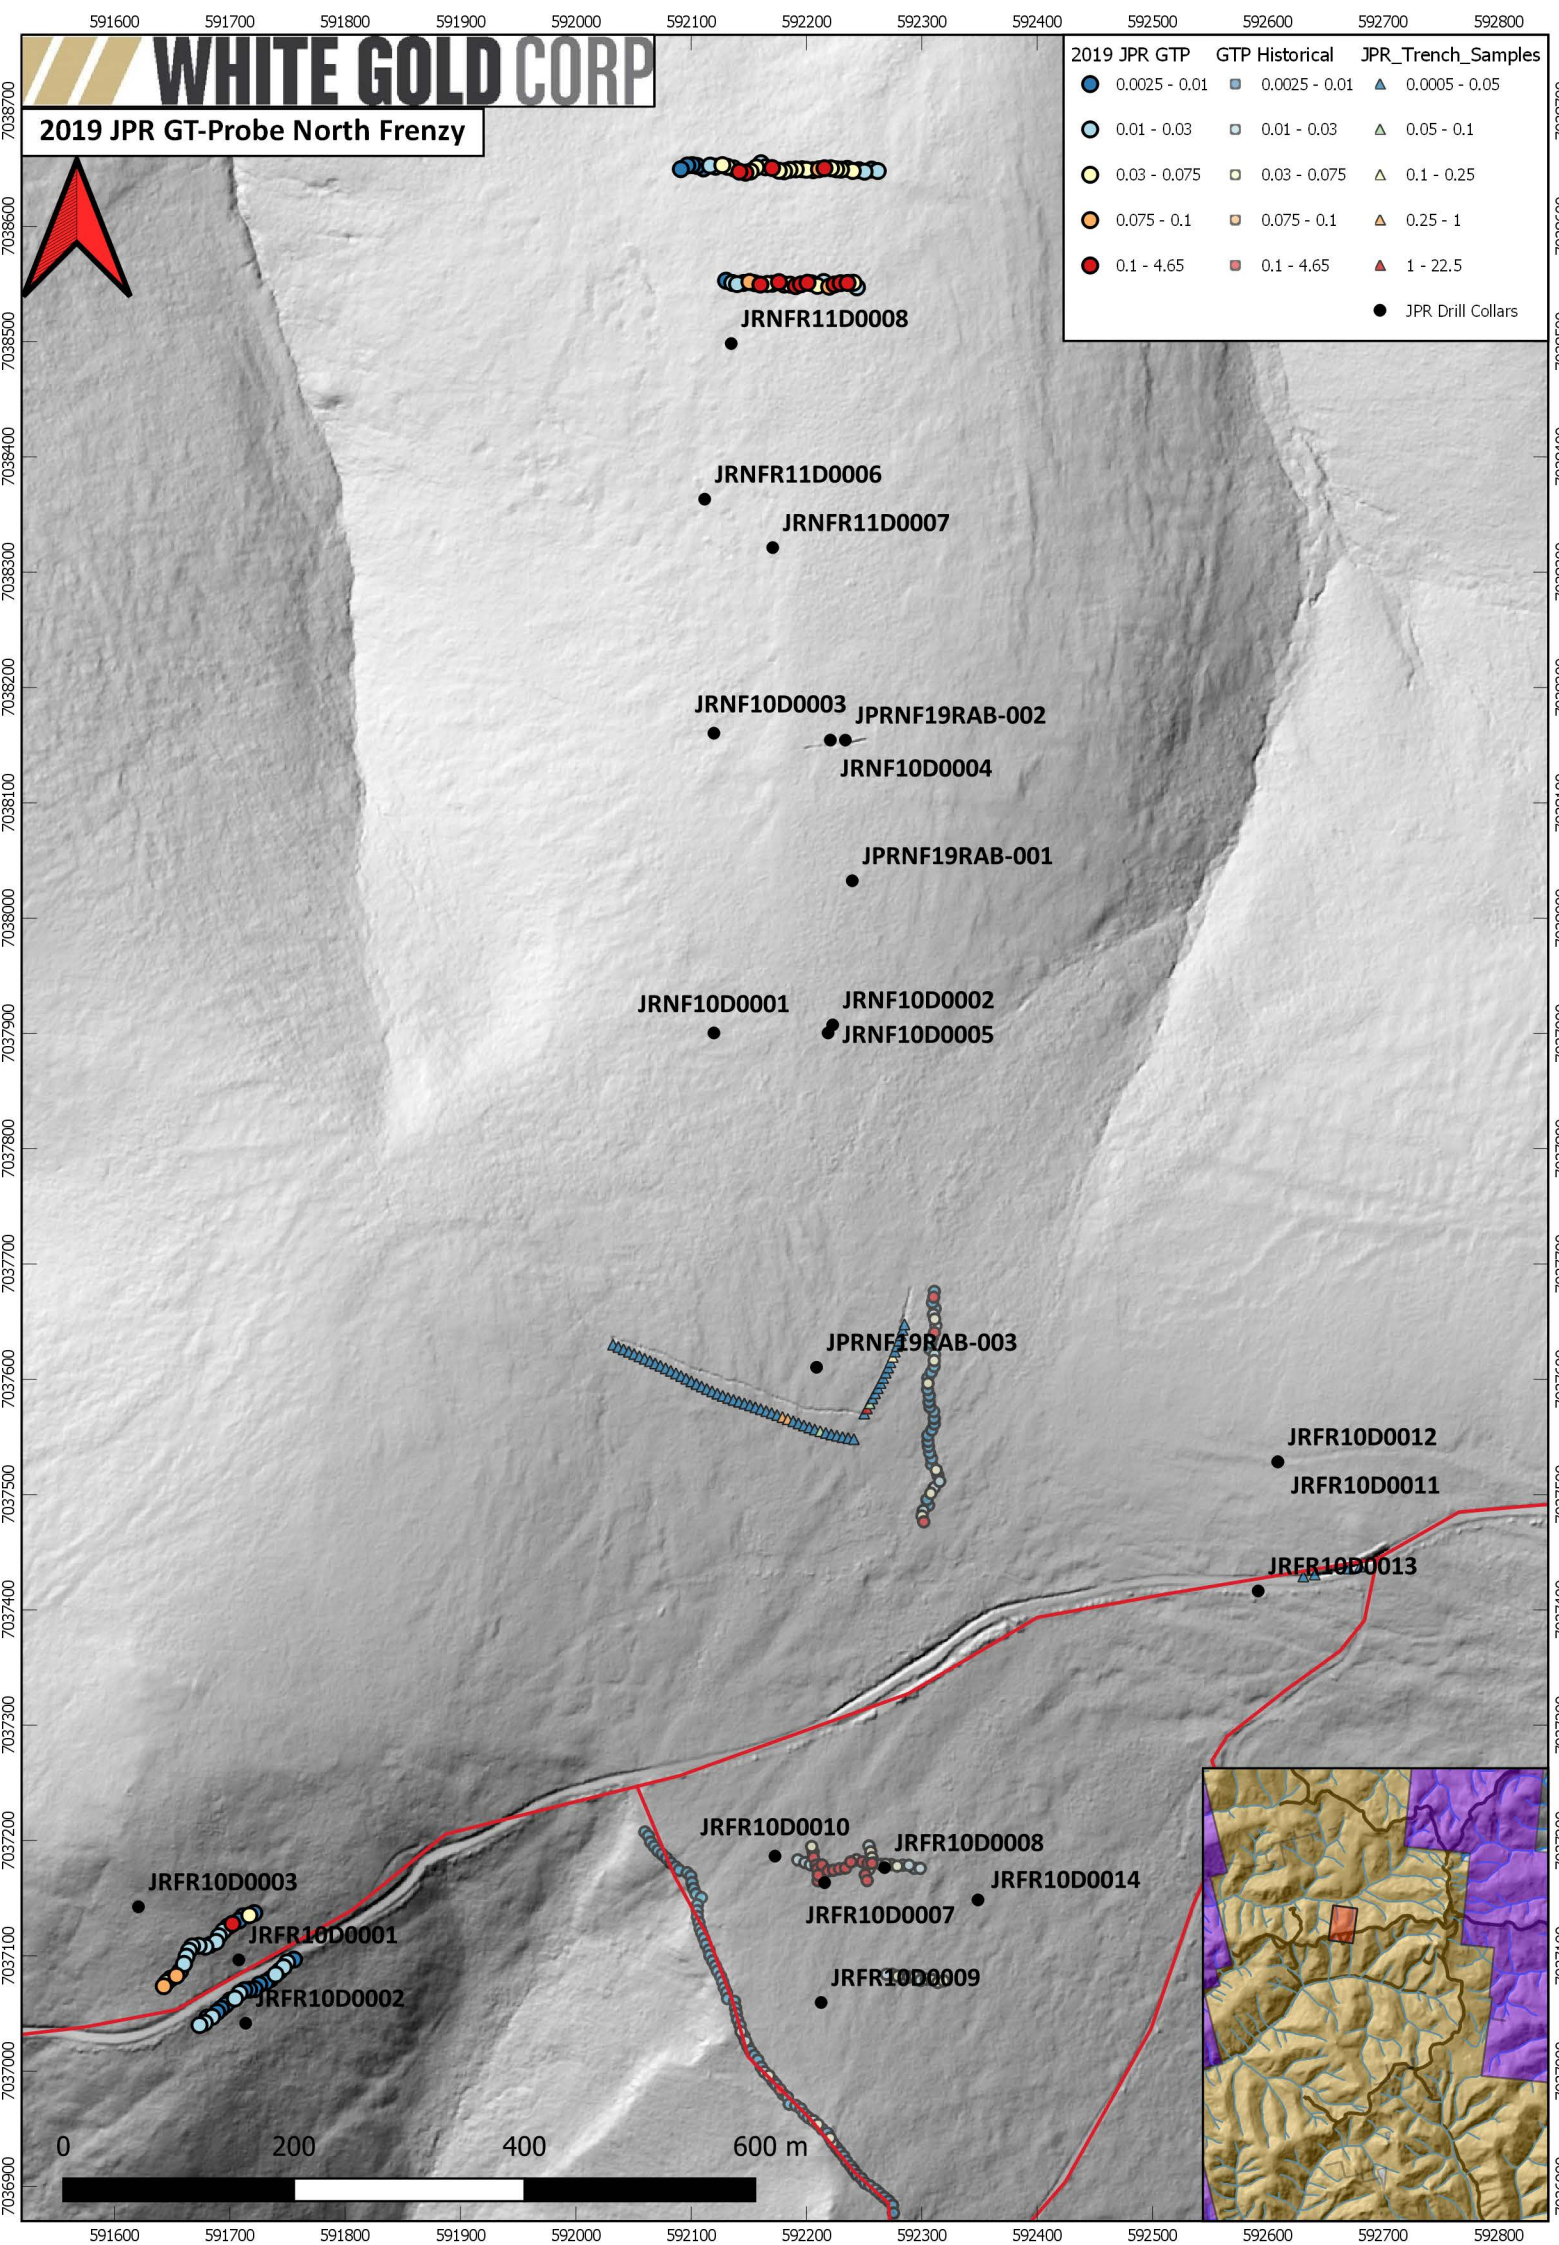 591600 591700 591800 591900 592000 592100 592200 592300 592400 592500 592600 592700 592800
WHITE GOLD CORP
2019 JPR GT-Probe North Frenzy
2019 JPR GTP GTP Historical JPR_Trench_Samples
0.0025 - 0.01 0.0025 - 0.01 0.0005 - 0.05
0.01 - 0.03 0.01 - 0.03 0.05 - 0.1
0.03 - 0.075 0.03 - 0.075 0.1 - 0.25
0.075 - 0.1 0.075 - 0.1 0.25 - 1
0.1 - 4.65 0.1 - 4.65 1 - 22.5
JPR Drill Collars
7038700
7038600
7038500
7038400
7038300
7038200
7038100
7038000
7037900
7037800
7037700
7037600
7037500
7037400
7037300
7037200
7037100
7037000
7036900
JRNFR11D0008
JRNFR11D0006
JRNFR11D0007
JRNF10D0003
JPRNF19RAB-002
JRNF10D0004
JPRNF19RAB-001
JRNF10D0001
JRNF10D0002
JRNF10D0005
JPRNF19RAB-003
JRFR10D0012
JRFR10D0011
JRFR10D0013
JRFR10D0010
JRFR10D0008
JRFR10D0014
JRFR10D0003
JRFR10D0007
JRFR10D0001
JRFR10D0009
JRFR10D0002
0 200 400 600 m
591600 591700 591800 591900 592000 592100 592200 592300 592400 592500 592600 592700 592800